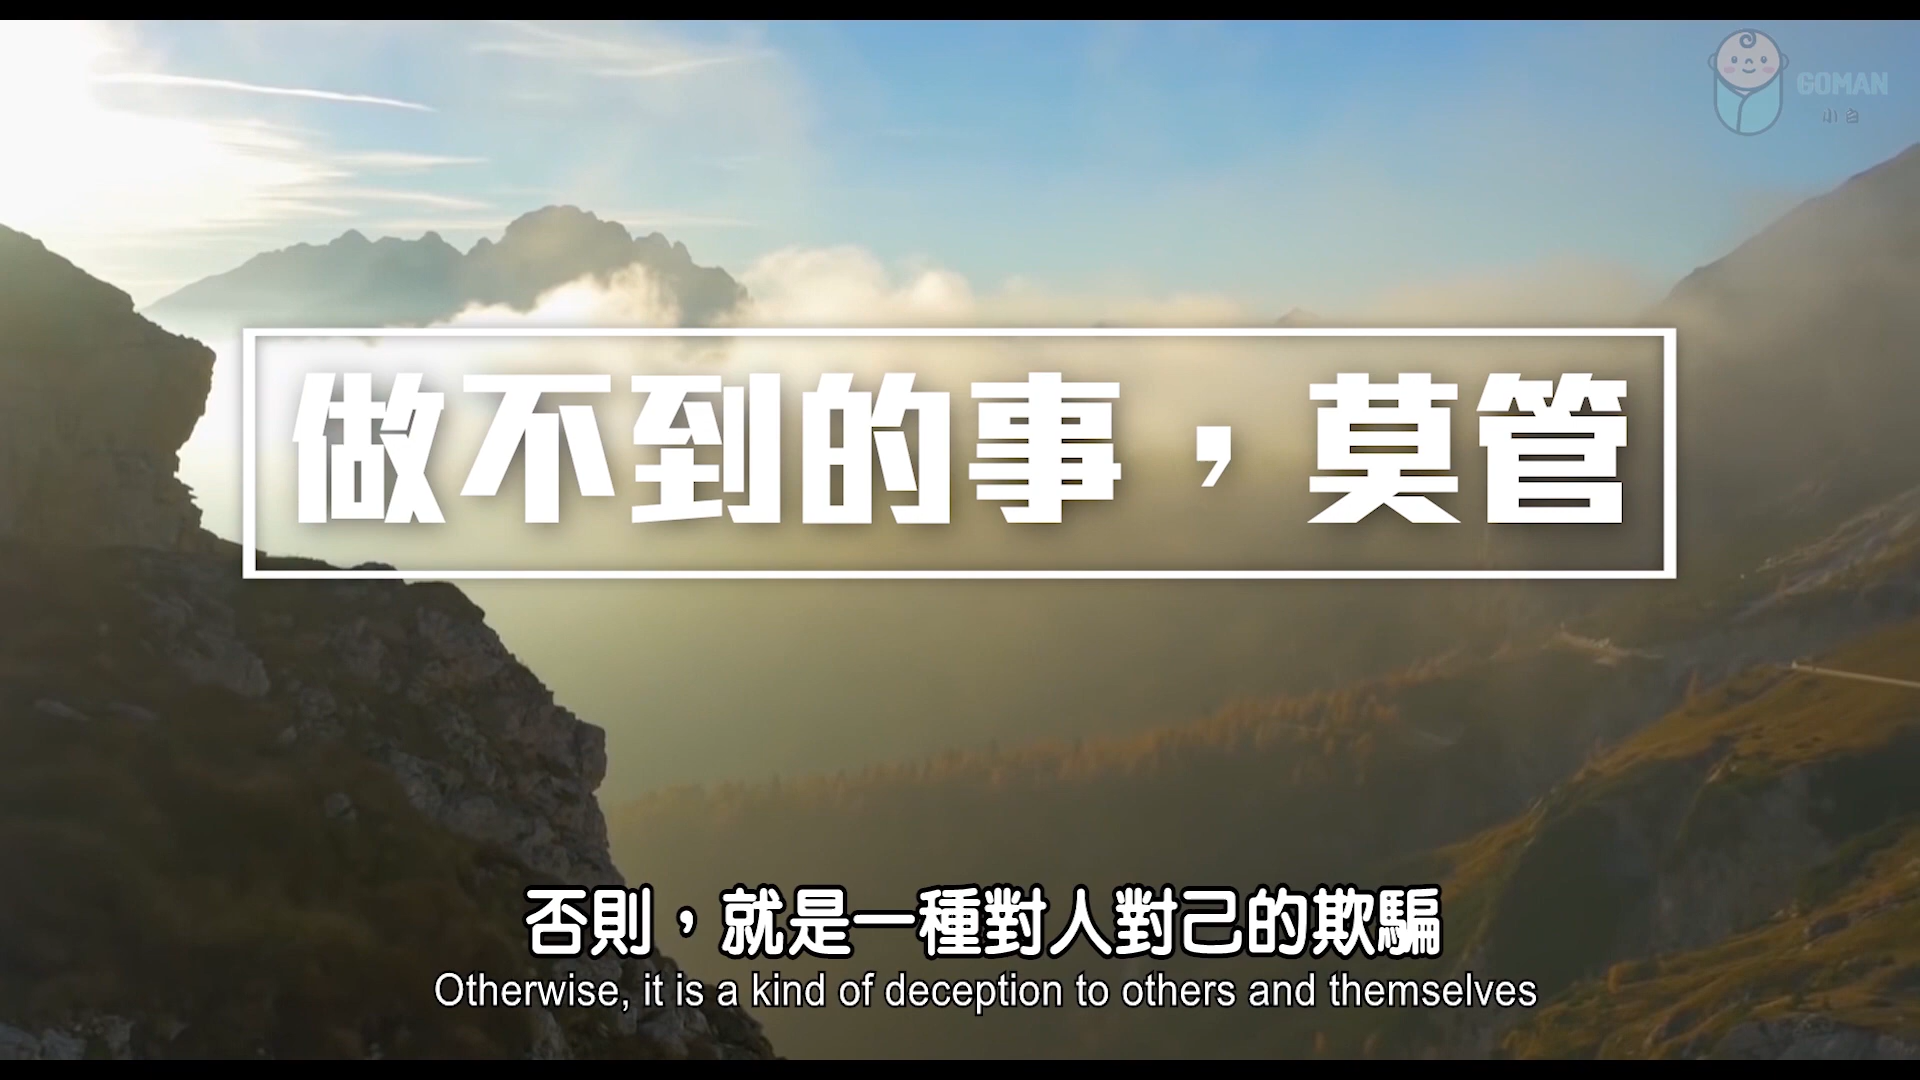 GOMAN
小白
做不到的事，莫管
否則，就是一種對人對己的欺騙
Otherwise, it is a kind of deception to others and themselves